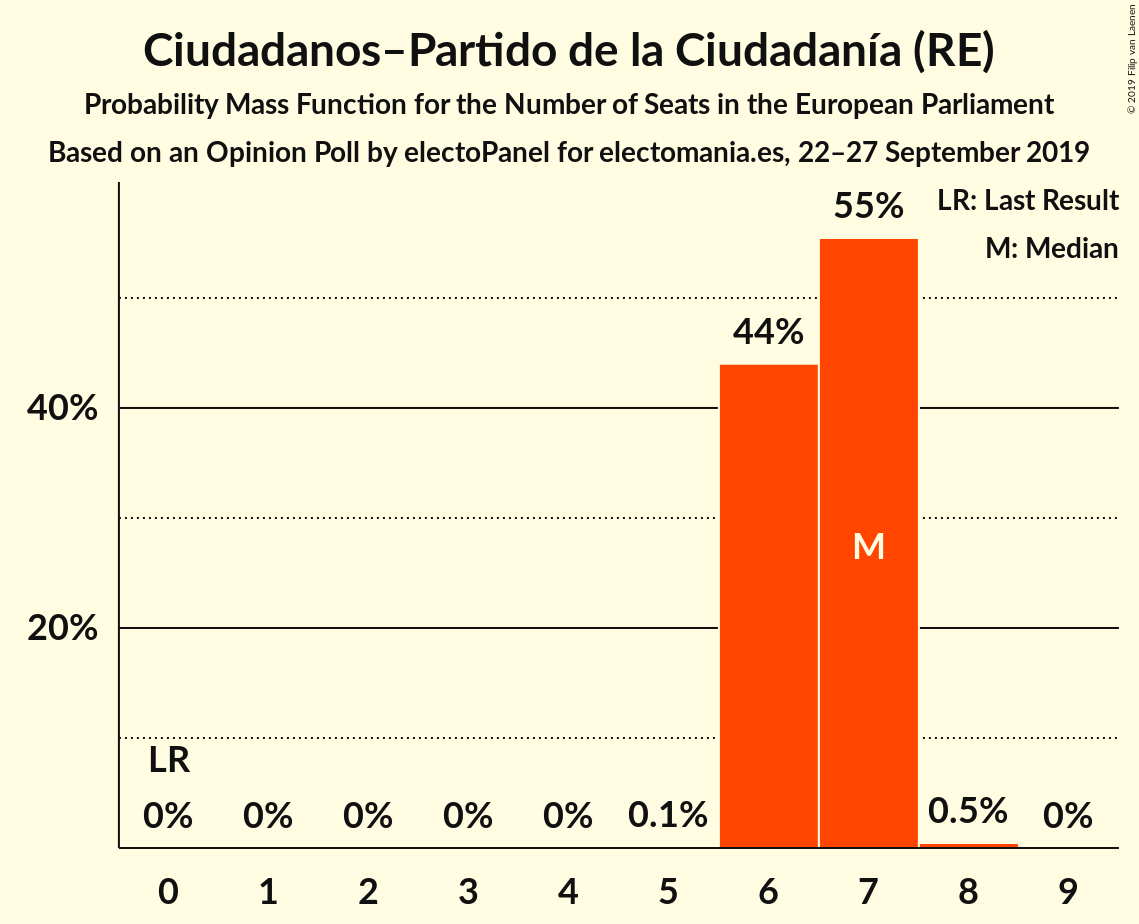 Ciudadanos–Partido de la Ciudadanía (RE)
Probability Mass Function for the Number of Seats in the European Parliament
Based on an Opinion Poll by electoPanel for electomania.es, 22–27 September 2019
© 2019 Filip van Laenen
LR: Last Result
M: Median
55%
44%
40%
M
20%
LR
0% 0% 0% 0% 0% 0.1% 0.5% 0%
0 1 2 3 4 5 6 7 8 9